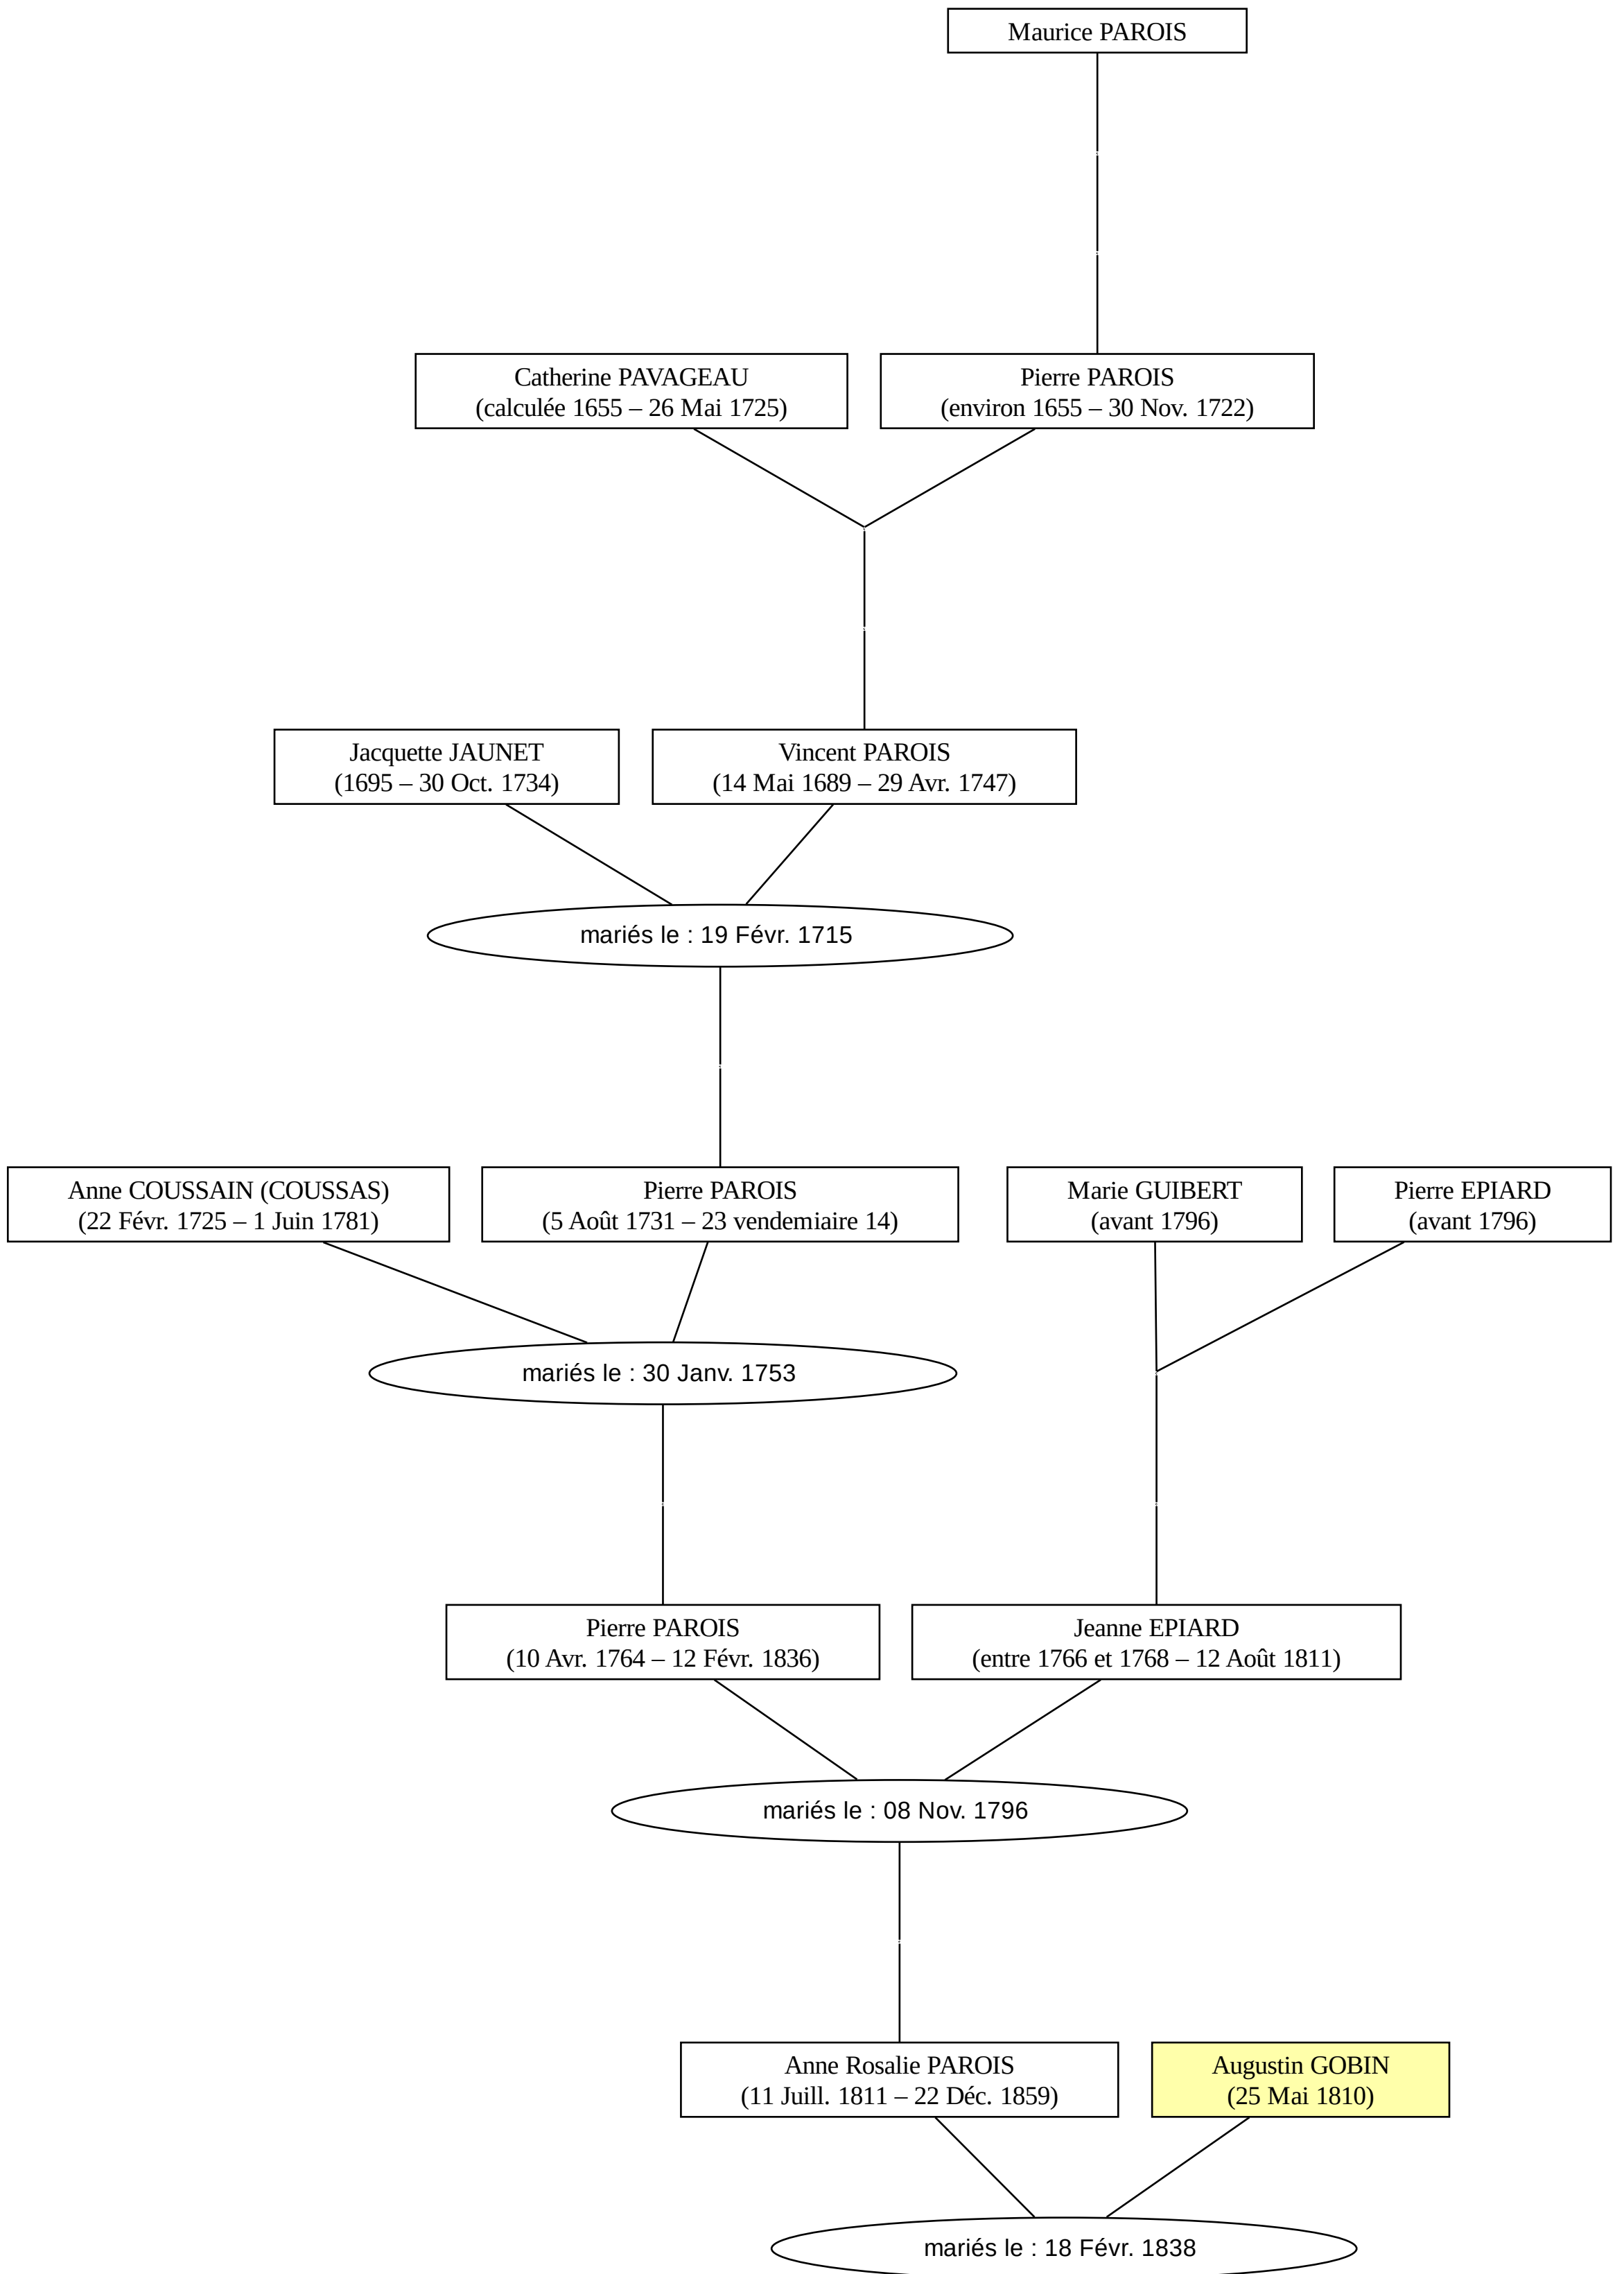 Maurice PAROIS
Catherine PAVAGEAU
(calculée 1655 – 26 Mai 1725)
Pierre PAROIS
(environ 1655 – 30 Nov. 1722)
Jacquette JAUNET
(1695 – 30 Oct. 1734)
Vincent PAROIS
(14 Mai 1689 – 29 Avr. 1747)
mariés le : 19 Févr. 1715
Anne COUSSAIN (COUSSAS)
(22 Févr. 1725 – 1 Juin 1781)
Pierre PAROIS
(5 Août 1731 – 23 vendemiaire 14)
Marie GUIBERT
(avant 1796)
Pierre EPIARD
(avant 1796)
mariés le : 30 Janv. 1753
Pierre PAROIS
(10 Avr. 1764 – 12 Févr. 1836)
Jeanne EPIARD
(entre 1766 et 1768 – 12 Août 1811)
mariés le : 08 Nov. 1796
Anne Rosalie PAROIS
(11 Juill. 1811 – 22 Déc. 1859)
Augustin GOBIN
(25 Mai 1810)
mariés le : 18 Févr. 1838